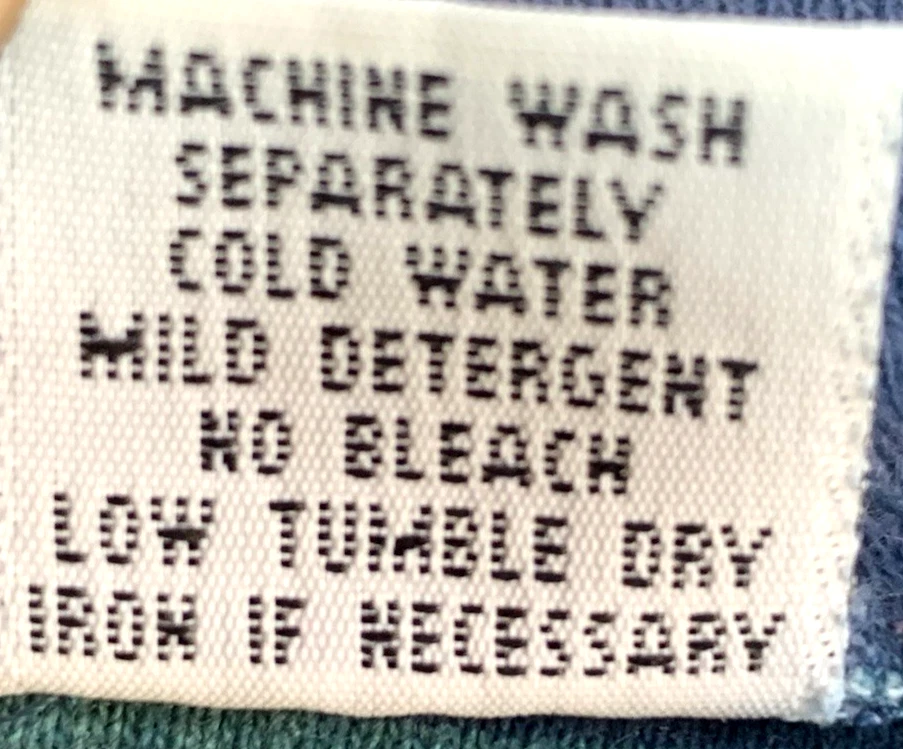 MACHINE WASH
SEPARATELY
COLD WATER
MILD DETERGENT
NO BLEACH
LOW TUMBLE DRY
IRON IF NECESSARY